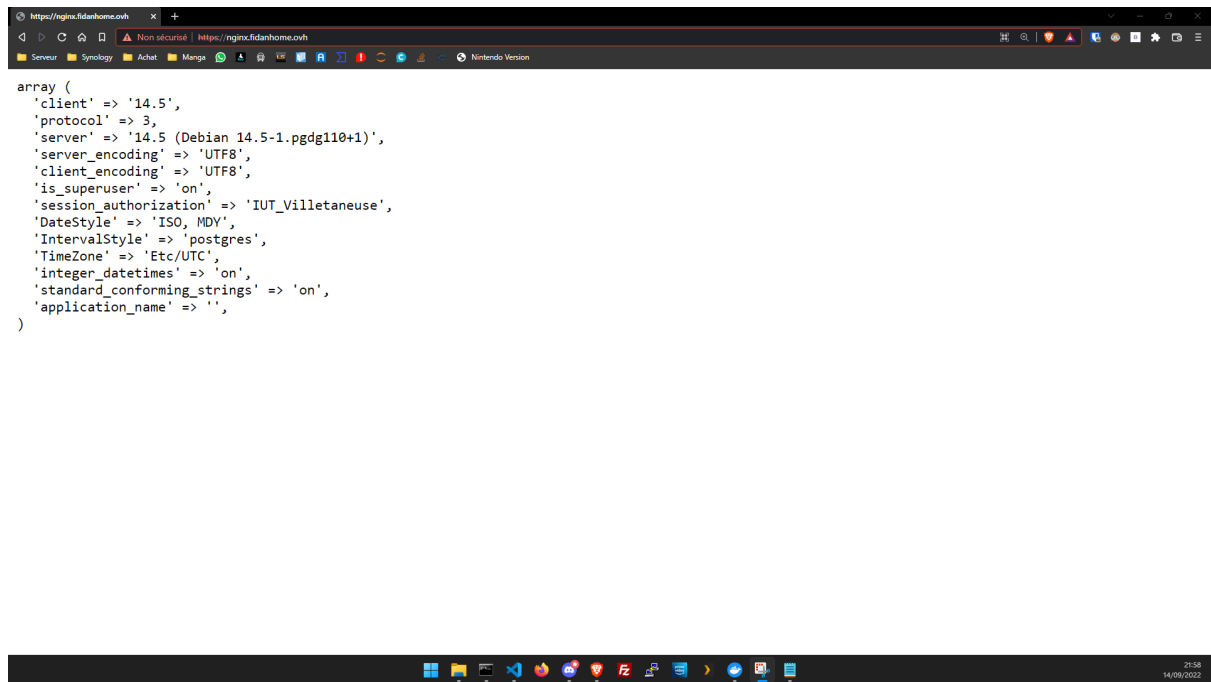 https://nginx.fidanhome.ovh
Non sécurisé https://nginx.fidanhome.ovh
Serveur Synology Achat Manga Nintendo Version
array (
  'client' => '14.5',
  'protocol' => 3,
  'server' => '14.5 (Debian 14.5-1.pgdg110+1)',
  'server_encoding' => 'UTF8',
  'client_encoding' => 'UTF8',
  'is_superuser' => 'on',
  'session_authorization' => 'IUT_Villetaneuse',
  'DateStyle' => 'ISO, MDY',
  'IntervalStyle' => 'postgres',
  'TimeZone' => 'Etc/UTC',
  'integer_datetimes' => 'on',
  'standard_conforming_strings' => 'on',
  'application_name' => '',
)
21:58
14/09/2022